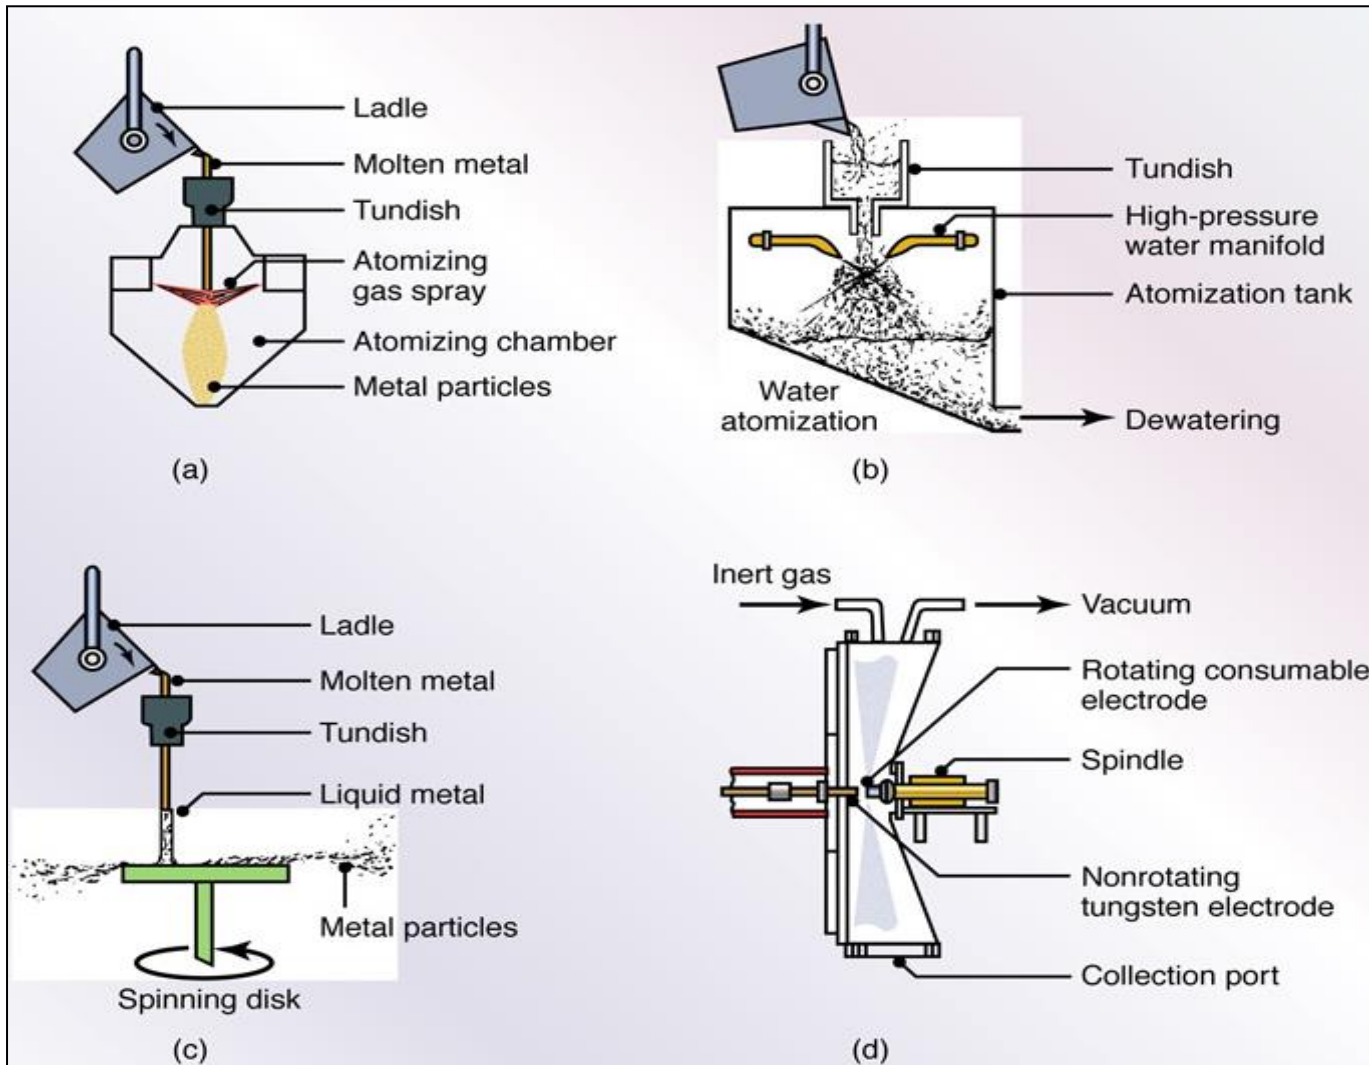 Ladle
Molten metal
Tundish
Atomizing
gas spray
Atomizing chamber
Metal particles
(a)
Tundish
High-pressure
water manifold
Atomization tank
Water
atomization
Dewatering
(b)
Ladle
Molten metal
Tundish
Liquid metal
Metal particles
Spinning disk
(c)
Inert gas
Vacuum
Rotating consumable
electrode
Spindle
Nonrotating
tungsten electrode
Collection port
(d)